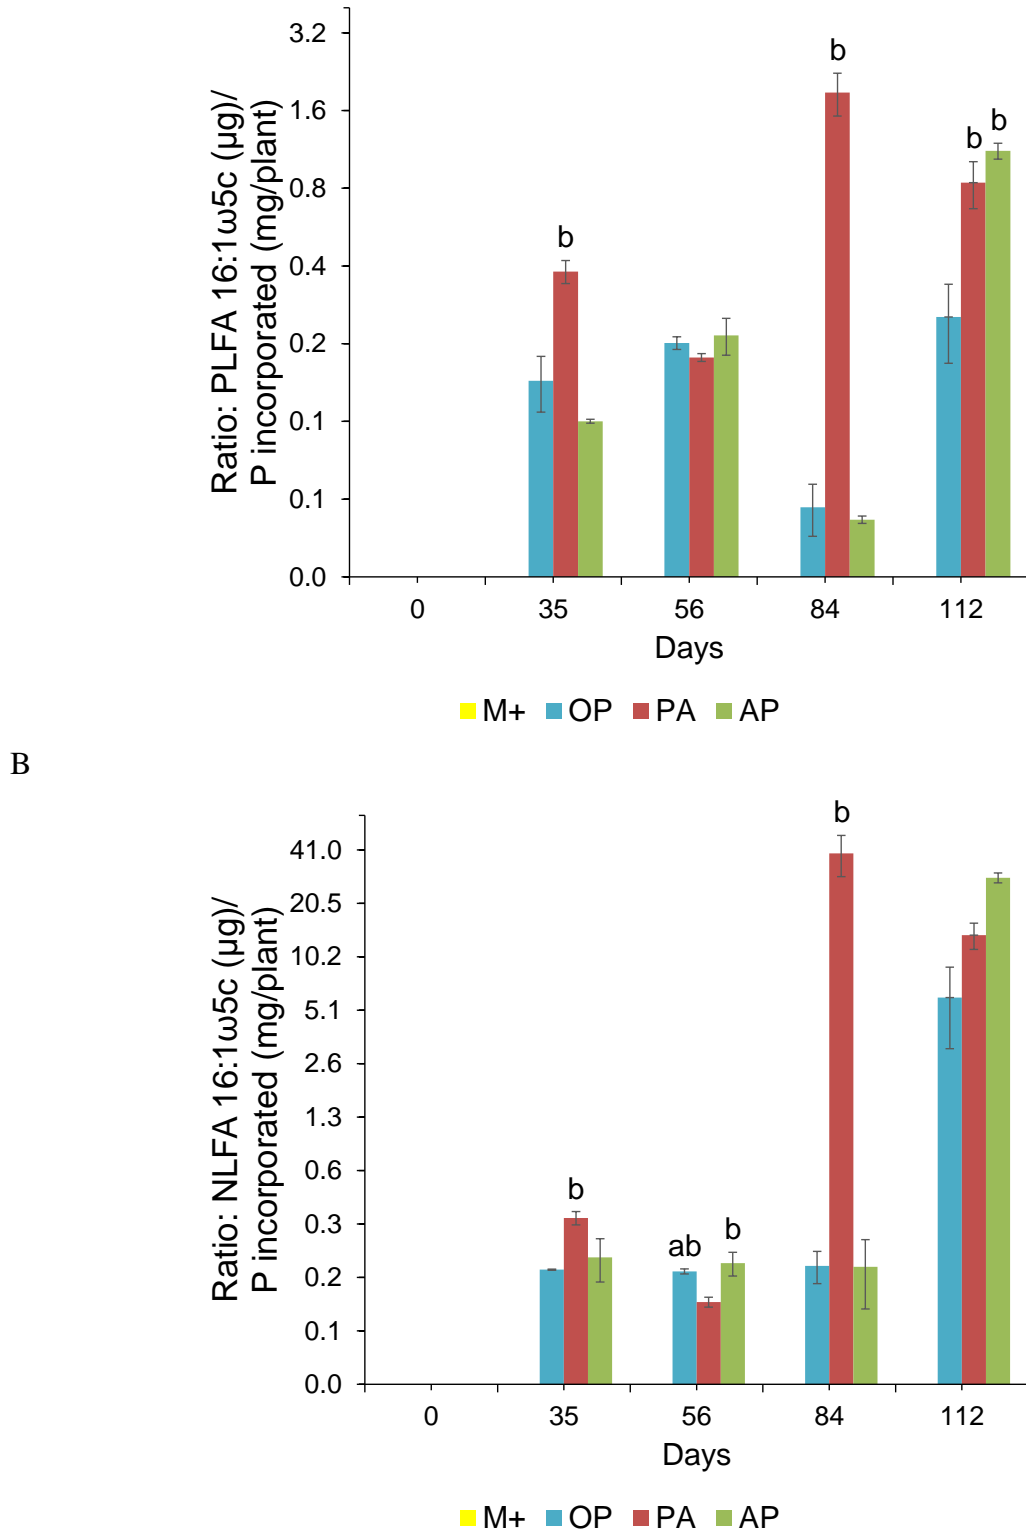 3.2
1.6
0.8
0.4
0.2
0.1
0.1
0.0
Ratio: PLFA 16:1ω5c (µg)/
P incorporated (mg/plant)
b
b
b
b
0 35 56 84 112
Days
M+ OP PA AP
B
41.0
20.5
10.2
5.1
2.6
1.3
0.6
0.3
0.2
0.1
0.0
Ratio: NLFA 16:1ω5c (µg)/
P incorporated (mg/plant)
b
ab
b
b
0 35 56 84 112
Days
M+ OP PA AP